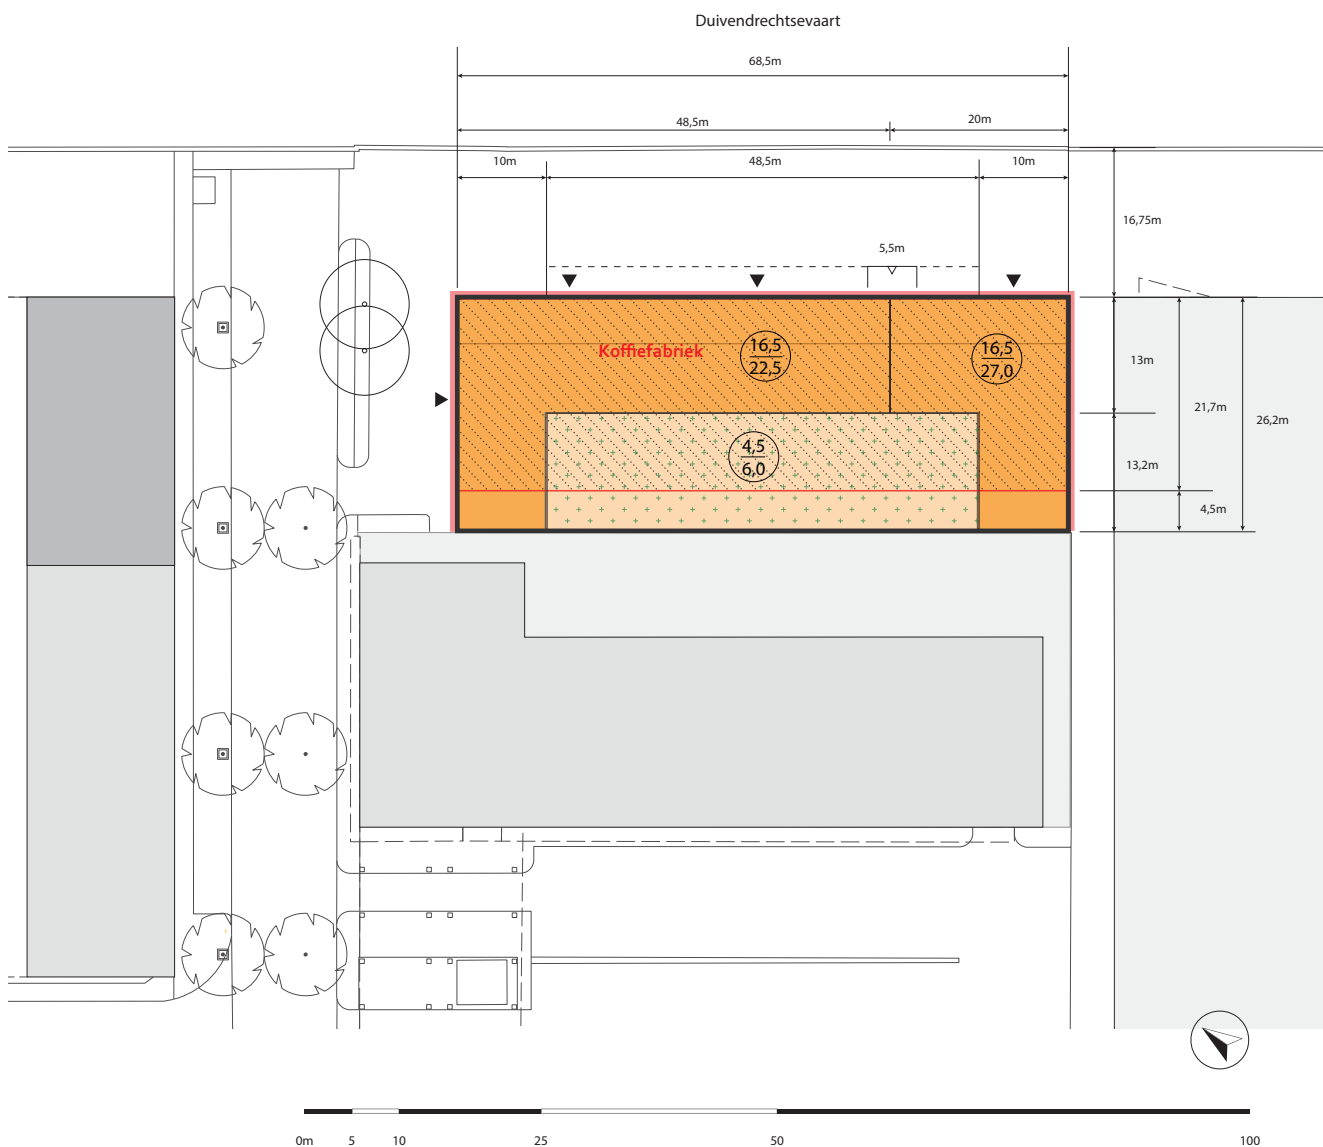 Duivendrechtsevaart
68,5m
48,5m
20m
10m
48,5m
10m
16,75m
5,5m
Koffiefabriek
16,5
22,5
16,5
27,0
13m
21,7m
26,2m
4,5
6,0
13,2m
4,5m
0m 5 10 25 50 100